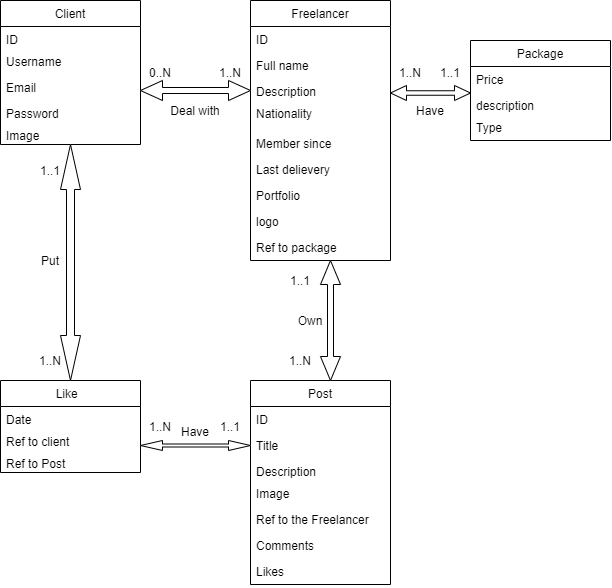 Client
ID
Username
Email
Password
Image
0..N
1..N
Deal with
Freelancer
ID
Full name
Description
Nationality
Member since
Last delievery
Portfolio
logo
Ref to package
1..N
1..1
Have
Package
Price
description
Type
1..1
Put
1..N
1..1
Own
1..N
Like
Date
Ref to client
Ref to Post
1..N
Have
1..1
Post
ID
Title
Description
Image
Ref to the Freelancer
Comments
Likes